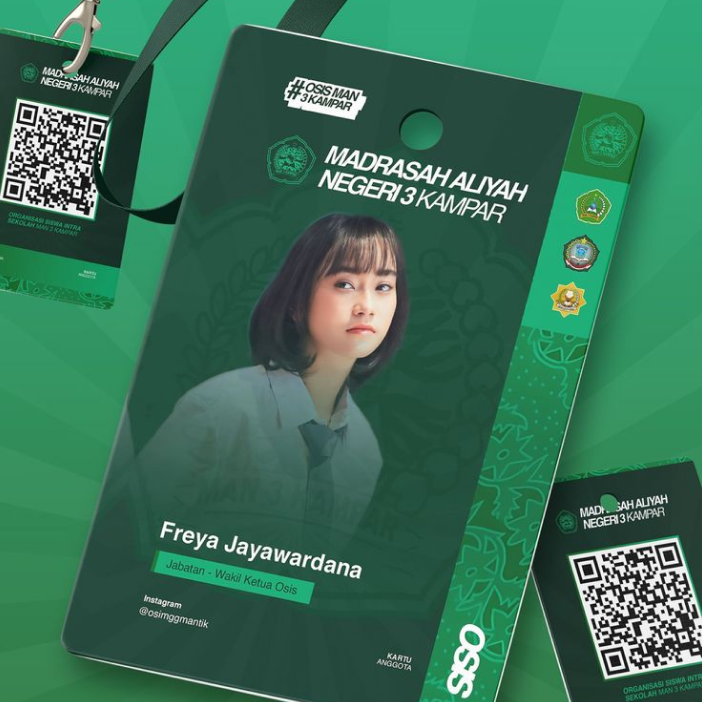 MADRASAH ALIYAH
NEGERI 3 KAMPAR
ORGANISASI SISWA INTRA
SEKOLAH MAN 3 KAMPAR
KARTU
ANGGOTA
#OSIS MAN
3 KAMPAR
MADRASAH ALIYAH
NEGERI 3 KAMPAR
Freya Jayawardana
Jabatan - Wakil Ketua Osis
Instagram
@osimggmantik
KARTU
ANGGOTA
OSIS
MADRASAH ALIYAH
NEGERI 3 KAMPAR
ORGANISASI SISWA INTRA
SEKOLAH MAN 3 KAMPAR